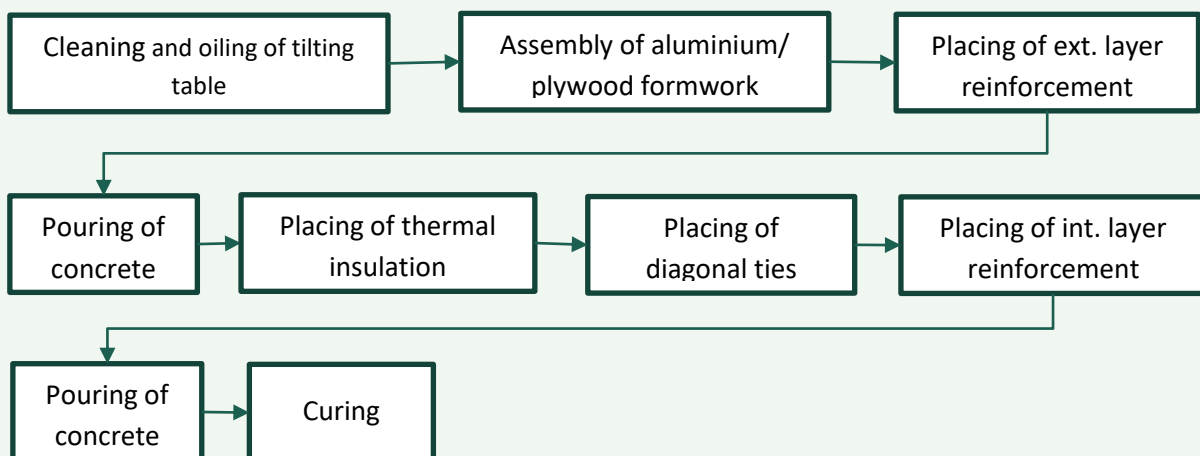 Cleaning and oiling of tilting
table
Assembly of aluminium/
plywood formwork
Placing of ext. layer
reinforcement
Pouring of
concrete
Placing of thermal
insulation
Placing of
diagonal ties
Placing of int. layer
reinforcement
Pouring of
concrete
Curing